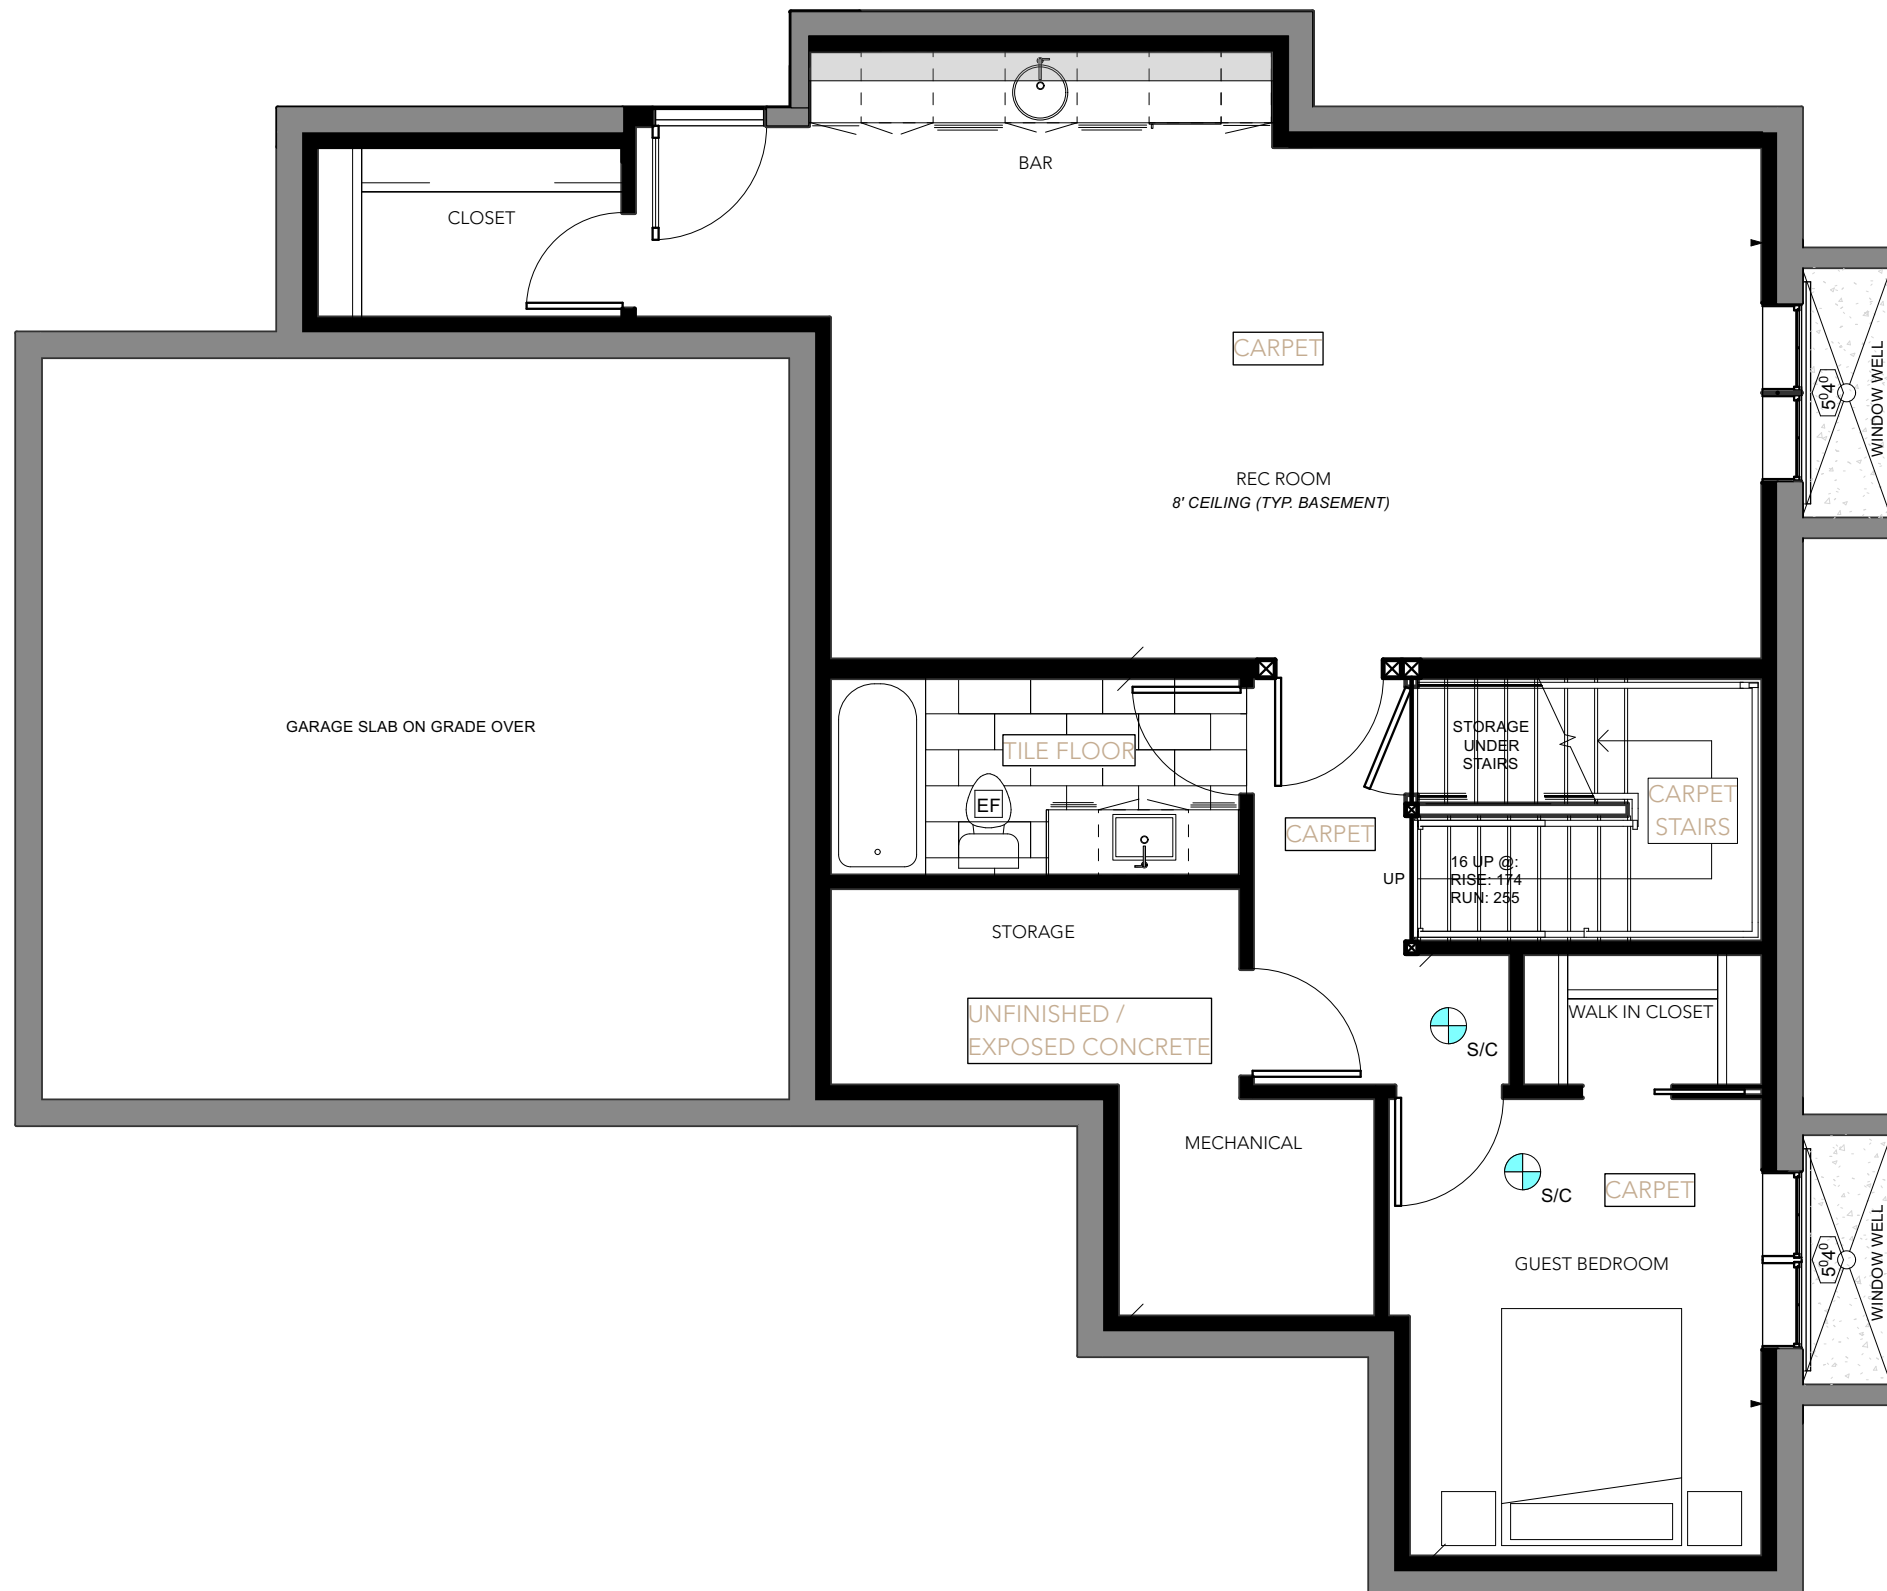 BAR
CLOSET
CARPET
WINDOW WELL
5⁰4⁰
REC ROOM
8' CEILING (TYP. BASEMENT)
GARAGE SLAB ON GRADE OVER
TILE FLOOR
EF
STORAGE
UNDER
STAIRS
CARPET
STAIRS
CARPET
UP
16 UP @:
RISE: 174
RUN: 255
STORAGE
UNFINISHED /
EXPOSED CONCRETE
WALK IN CLOSET
S/C
MECHANICAL
S/C
CARPET
GUEST BEDROOM
5⁰4⁰
WINDOW WELL